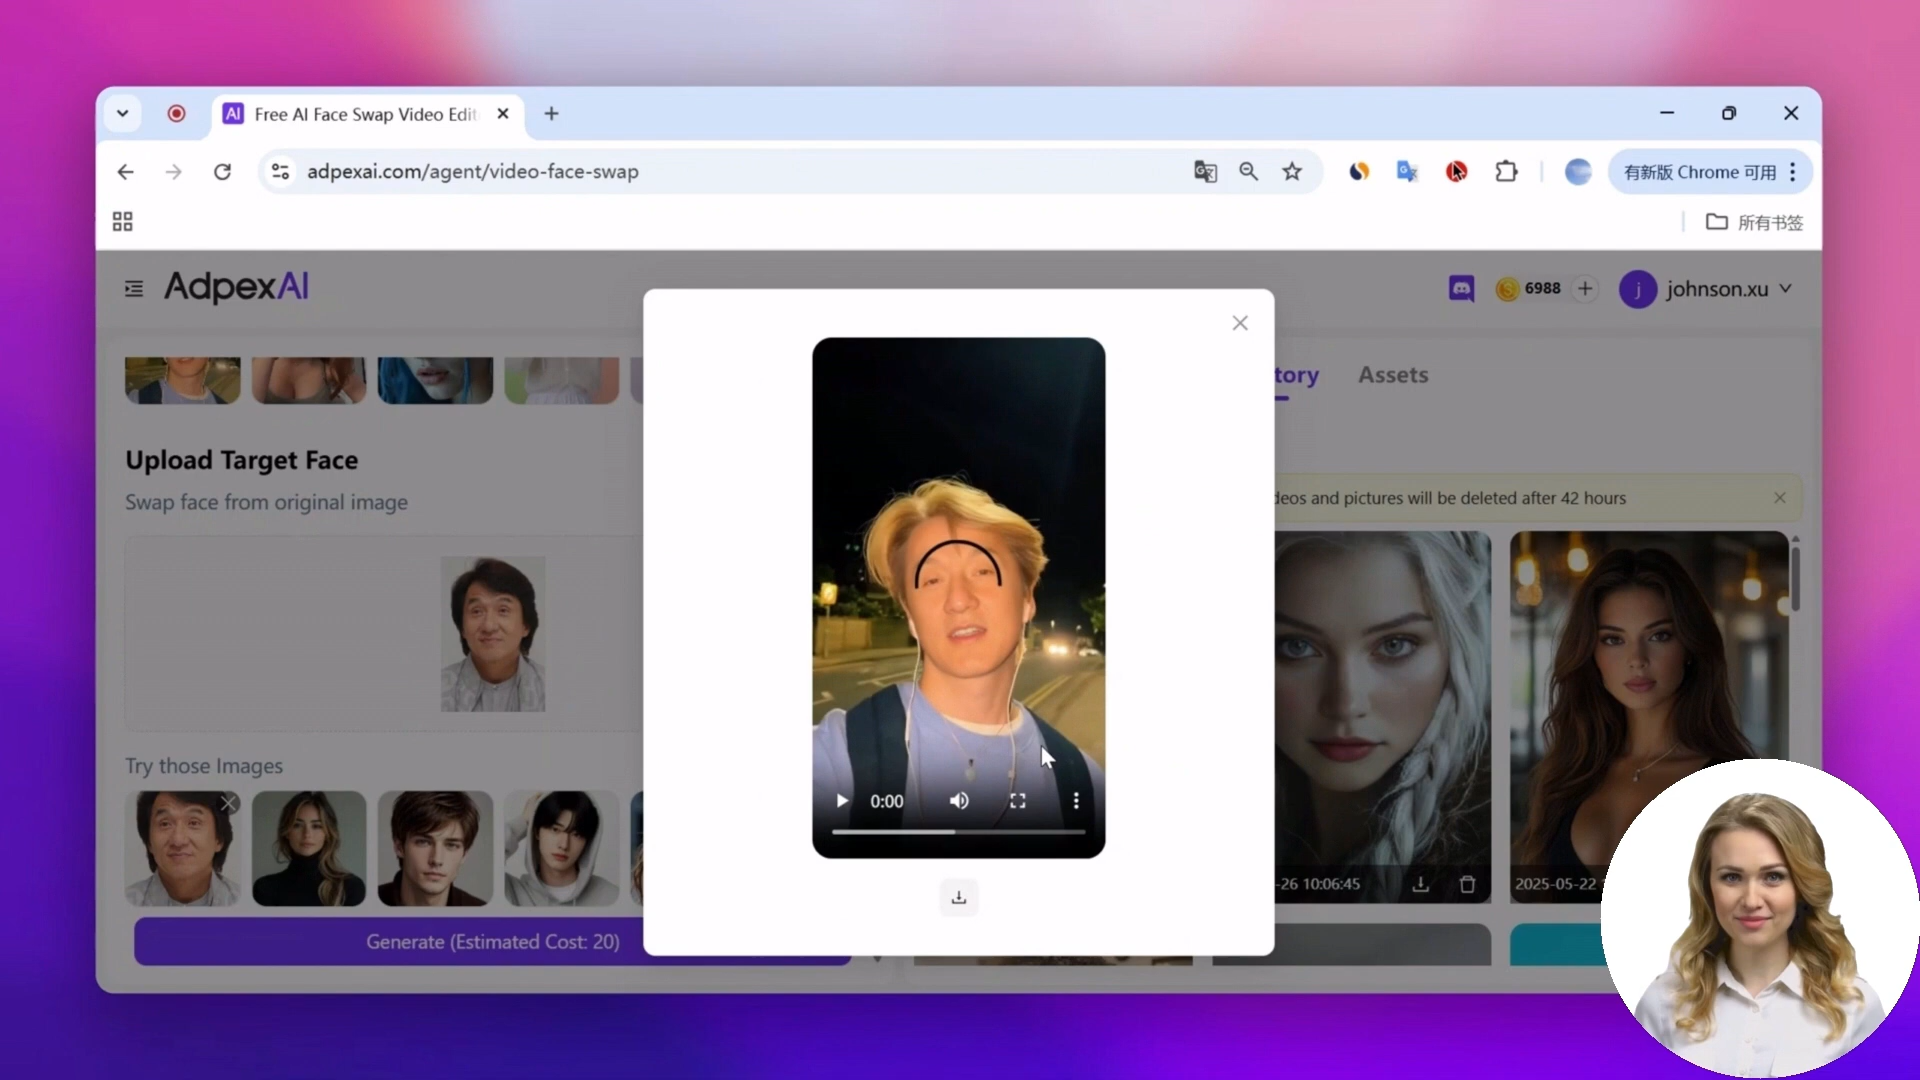 AI Free AI Face Swap Video Edit
adpexai.com/agent/video-face-swap
有新版 Chrome 可用
所有书签
AdpexAI
6988
j johnson.xu
tory Assets
Upload Target Face
Swap face from original image
deos and pictures will be deleted after 42 hours
Try those Images
0:00
-26 10:06:45
2025-05-22
Generate (Estimated Cost: 20)